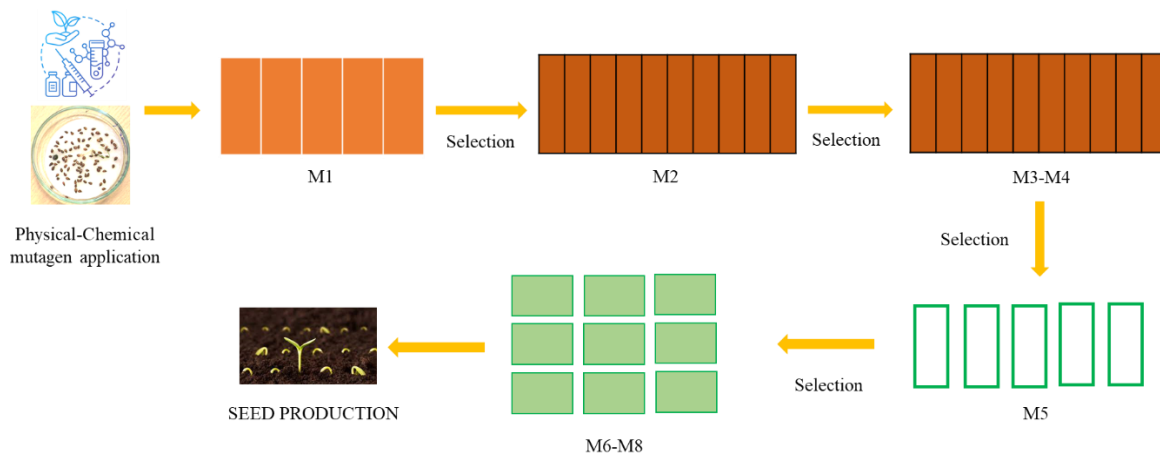 Physical-Chemical
mutagen application
M1
Selection
M2
Selection
M3-M4
Selection
M5
Selection
M6-M8
SEED PRODUCTION